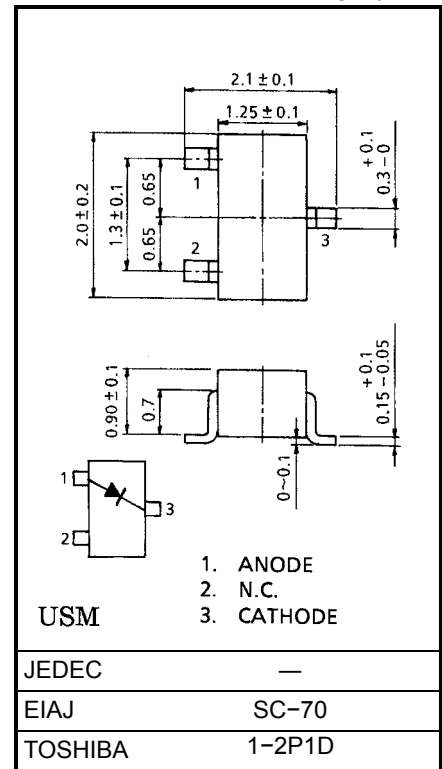 2.1±0.1
1.25±0.1
+0.1
0.3−0
2.0±0.2
1.3±0.1
0.65
0.65
1
2
3
0.90±0.1
0.7
+0.1
0.15−0.05
0~0.1
1
2
3
1. ANODE
2. N.C.
3. CATHODE
USM
JEDEC —
EIAJ SC−70
TOSHIBA 1−2P1D